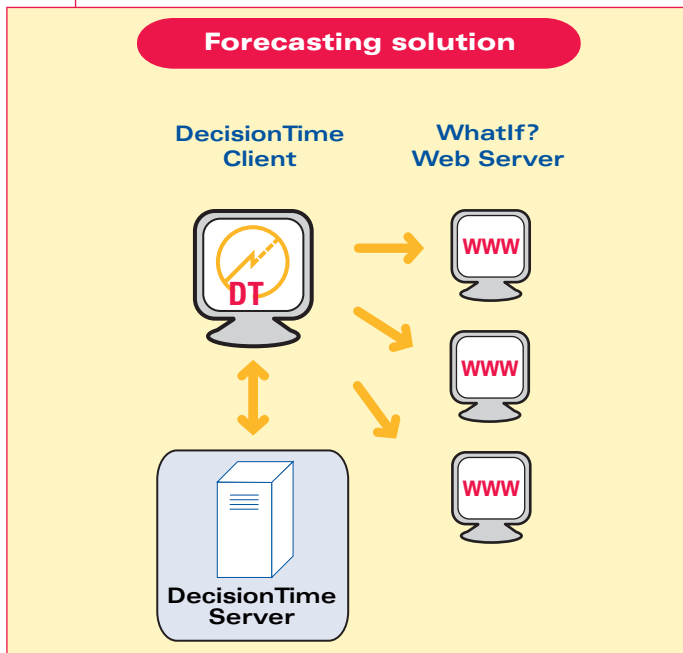 Forecasting solution
DecisionTime
Client
WhatIf?
Web Server
DT
WWW
WWW
WWW
DecisionTime
Server